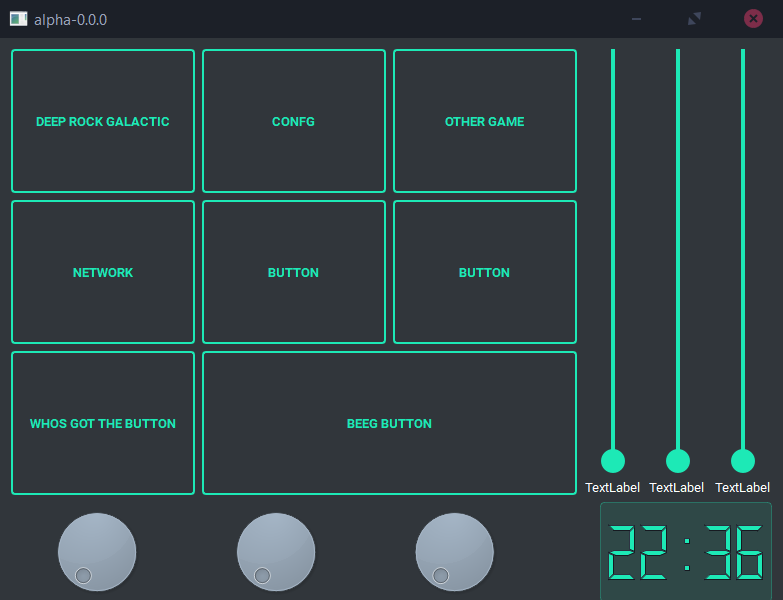 alpha-0.0.0
DEEP ROCK GALACTIC
CONFG
OTHER GAME
NETWORK
BUTTON
BUTTON
WHOS GOT THE BUTTON
BEEG BUTTON
TextLabel
TextLabel
TextLabel
22:36